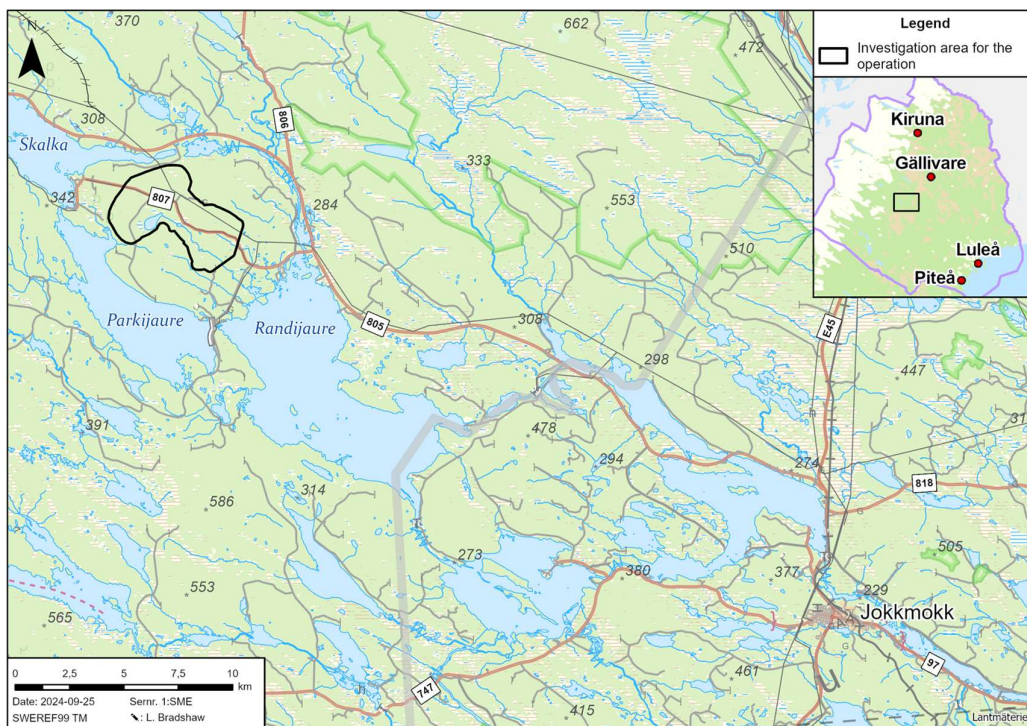 370
662
472
N
806
308
Skalka
333
342
807
553
284
510
Parkijaure
Randijaure
805
308
298
E45
447
391
478
294
274
31
818
586
314
273
505
553
380
377
229
565
Jokkmokk
461
97
747
415
Legend
Investigation area for the
operation
Kiruna
Gällivare
Luleå
Piteå
0 2,5 5 7,5 10
km
Date: 2024-09-25 Sernr. 1:SME
SWEREF99 TM : L. Bradshaw
Lantmäterie